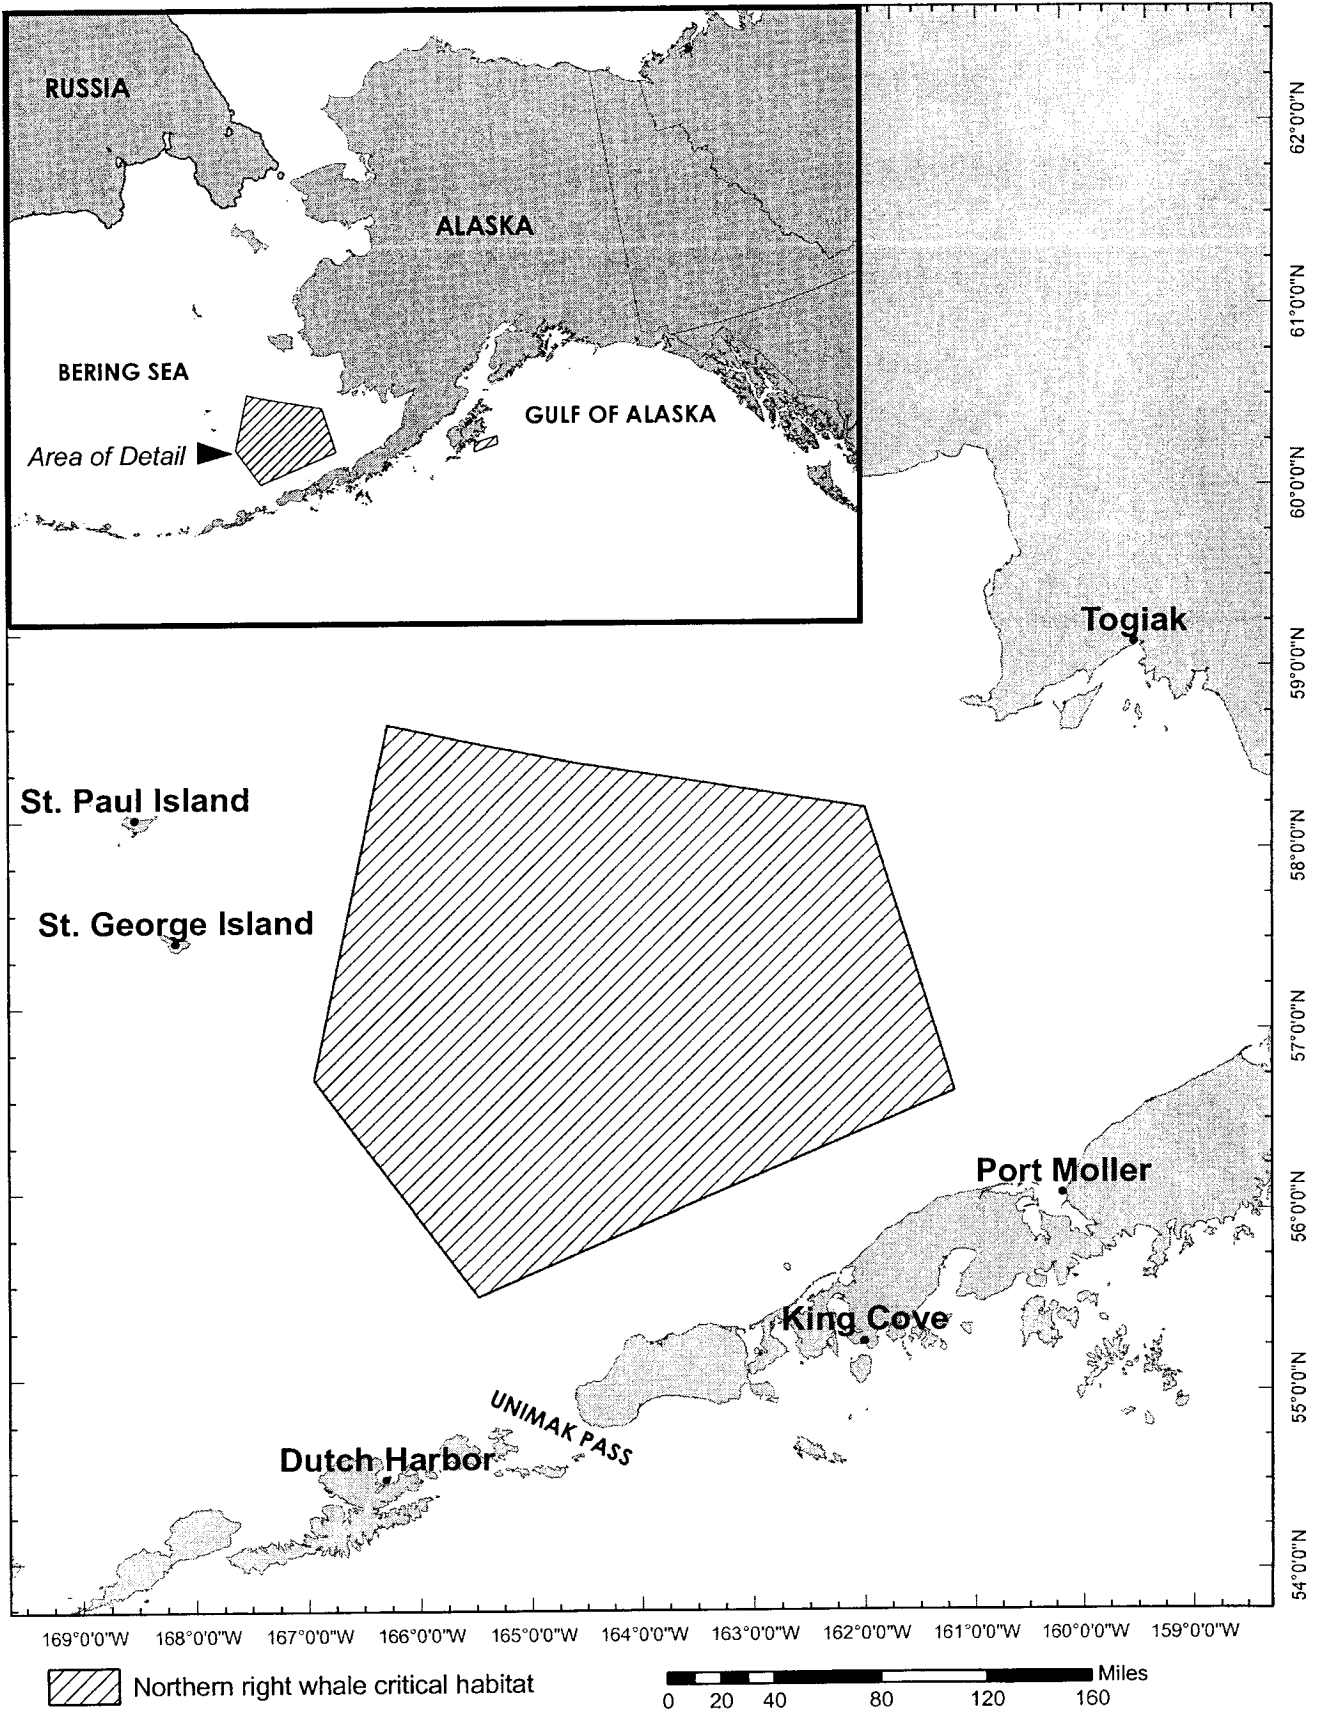 RUSSIA
ALASKA
BERING SEA
GULF OF ALASKA
Area of Detail
62°0'0"N
61°0'0"N
60°0'0"N
59°0'0"N
58°0'0"N
57°0'0"N
56°0'0"N
55°0'0"N
54°0'0"N
Togiak
St. Paul Island
St. George Island
Port Moller
King Cove
UNIMAK PASS
Dutch Harbor
169°0'0"W 168°0'0"W 167°0'0"W 166°0'0"W 165°0'0"W 164°0'0"W 163°0'0"W 162°0'0"W 161°0'0"W 160°0'0"W 159°0'0"W
Northern right whale critical habitat
Miles
0 20 40 80 120 160